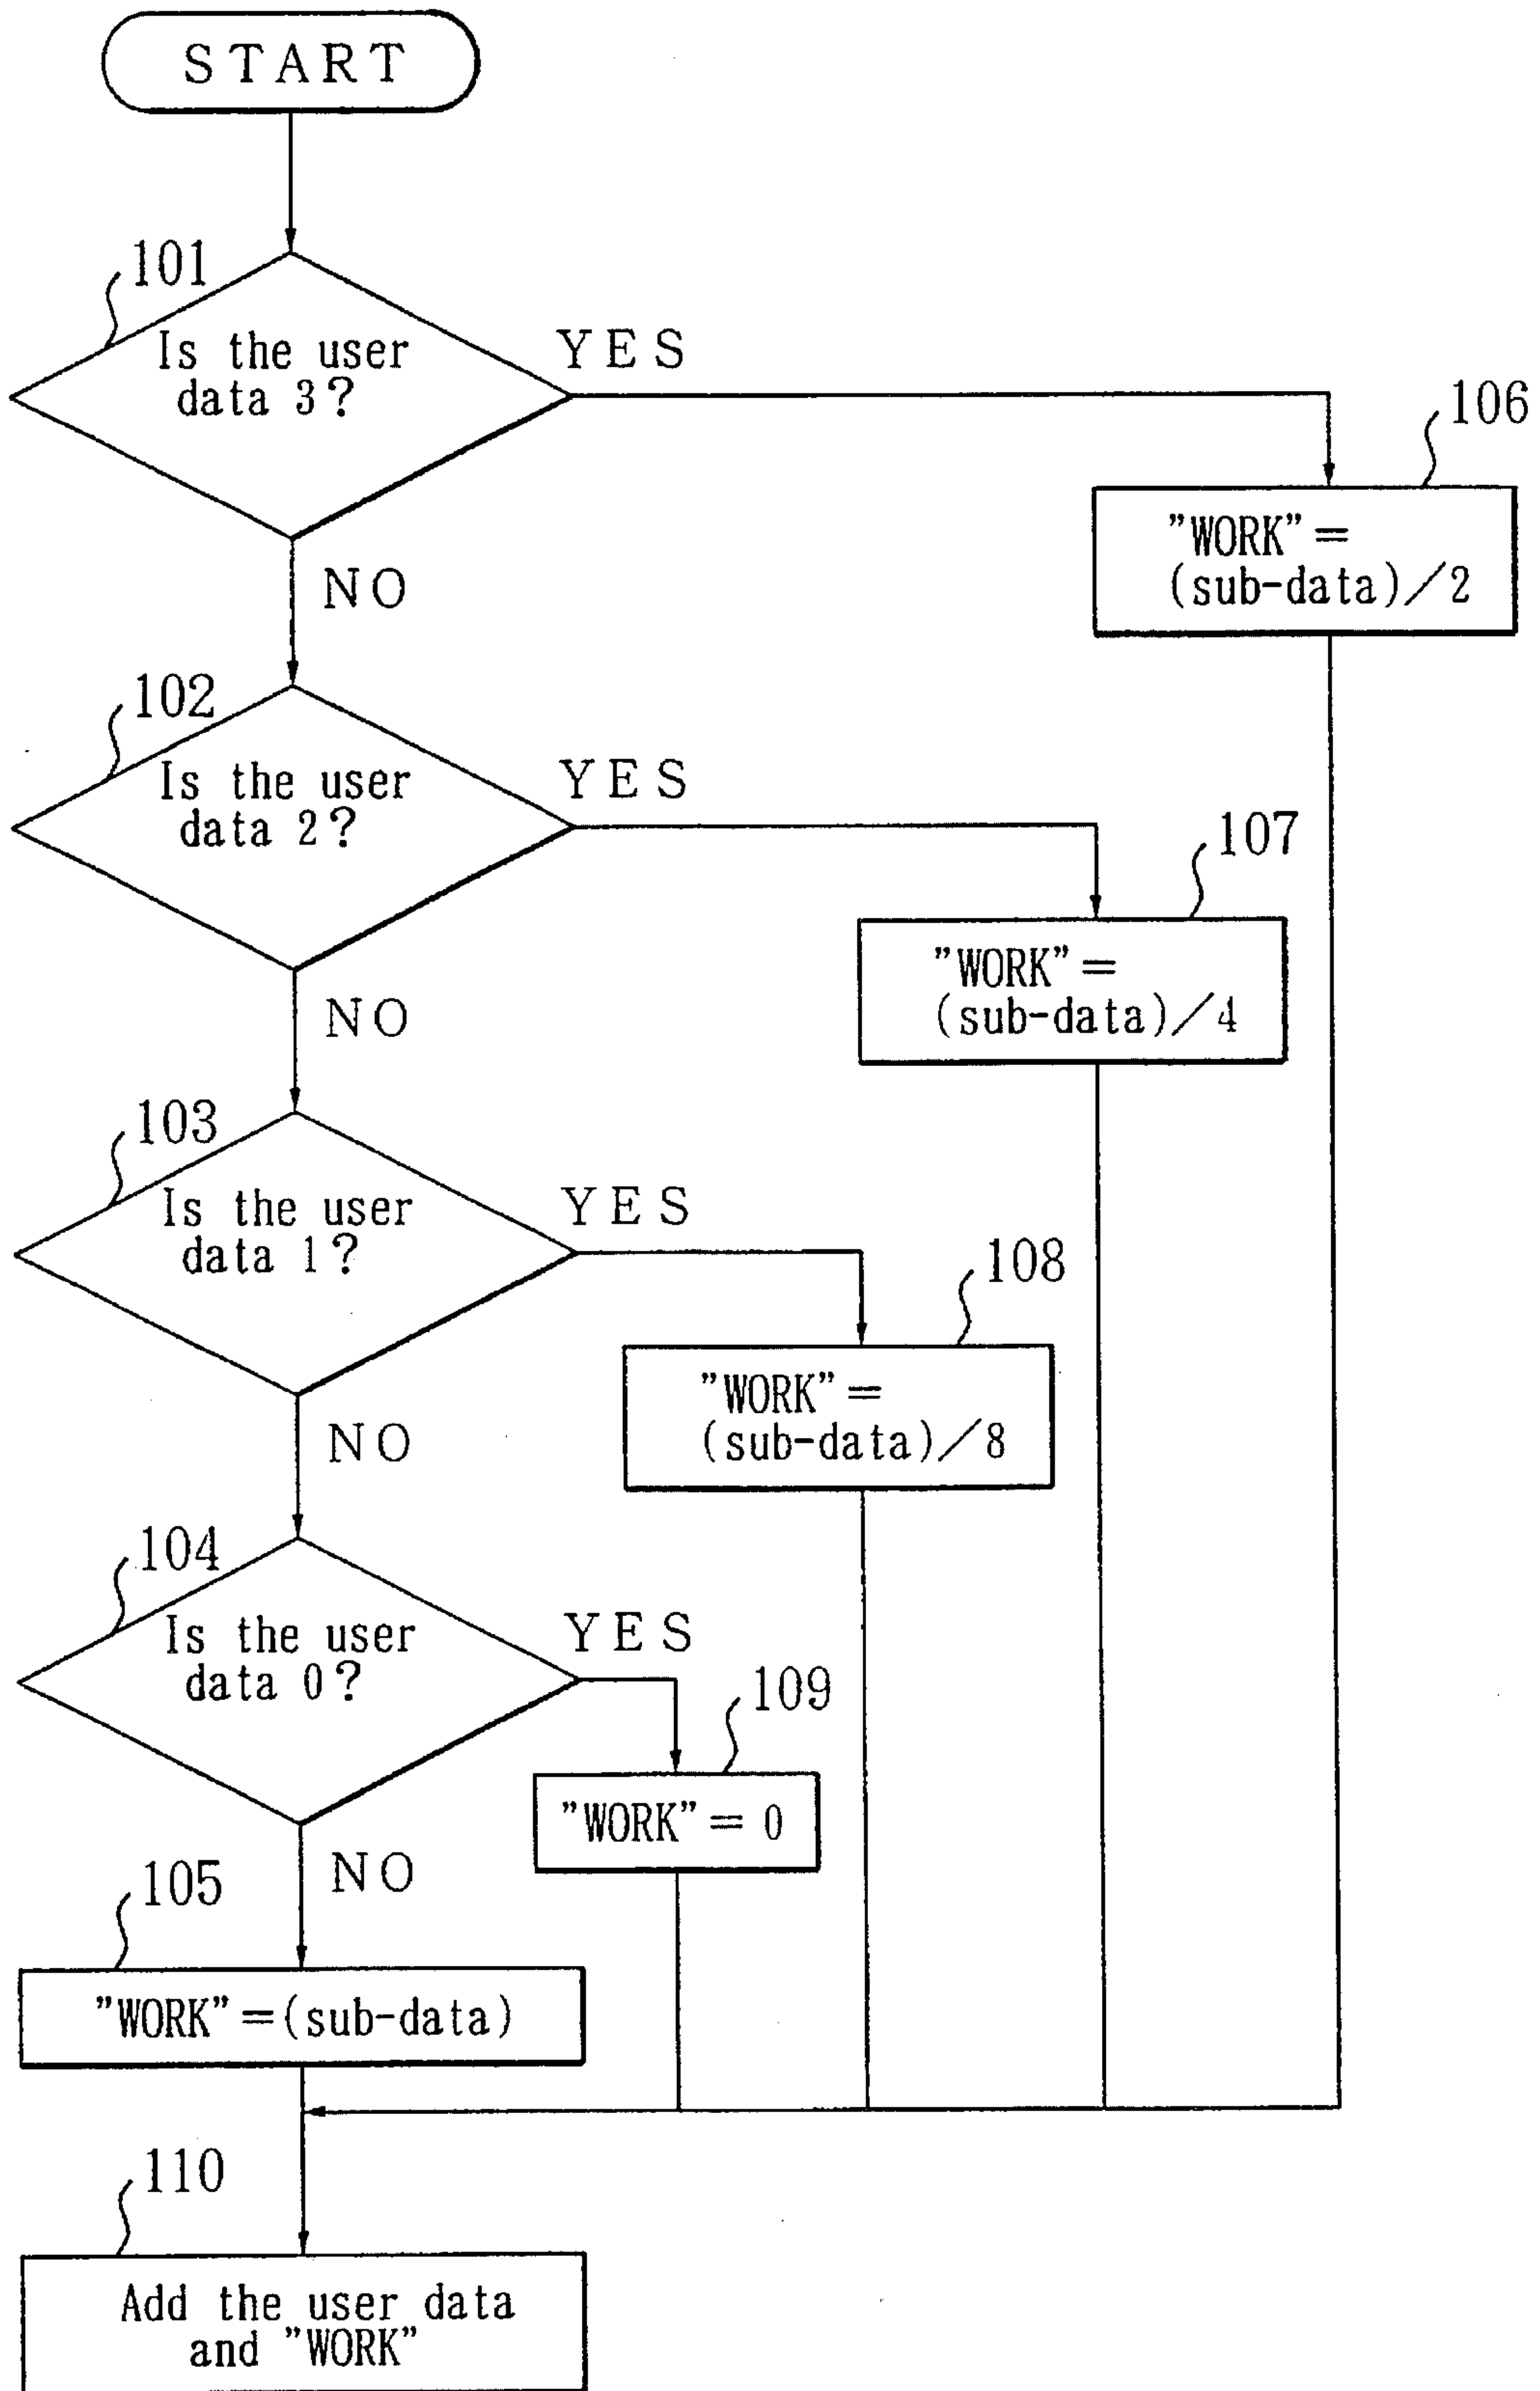 START
101
Is the user
data 3?
YES
106
"WORK"=
(sub-data)/2
NO
102
Is the user
data 2?
YES
107
"WORK"=
(sub-data)/4
NO
103
Is the user
data 1?
YES
108
"WORK"=
(sub-data)/8
NO
104
Is the user
data 0?
YES
109
"WORK"= 0
NO
105
"WORK"=(sub-data)
110
Add the user data
and "WORK"